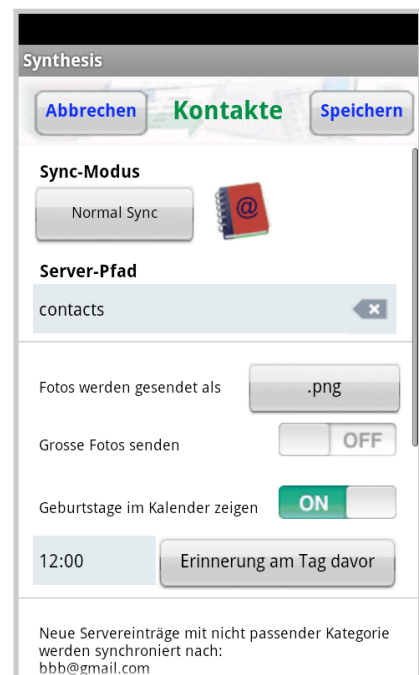 Synthesis
Abbrechen Kontakte Speichern
Sync-Modus
Normal Sync
@
Server-Pfad
contacts
Fotos werden gesendet als .png
Grosse Fotos senden OFF
Geburtstage im Kalender zeigen ON
12:00 Erinnerung am Tag davor
Neue Servereinträge mit nicht passender Kategorie
werden synchroniert nach:
bbb@gmail.com